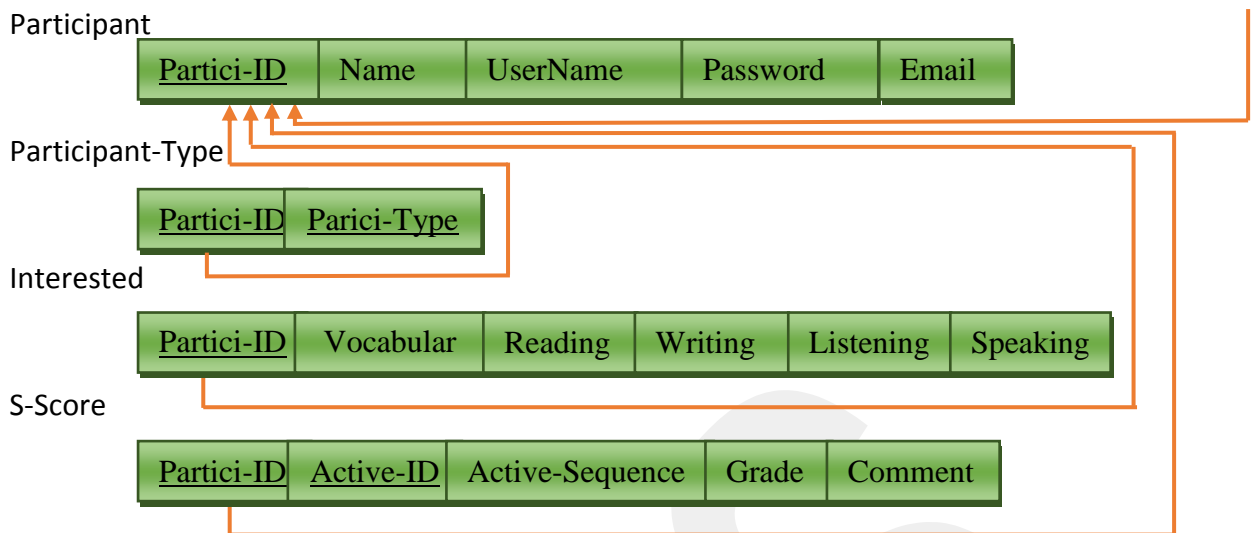 Participant
Partici-ID Name UserName Password Email
Participant-Type
Partici-ID Parici-Type
Interested
Partici-ID Vocabular Reading Writing Listening Speaking
S-Score
Partici-ID Active-ID Active-Sequence Grade Comment